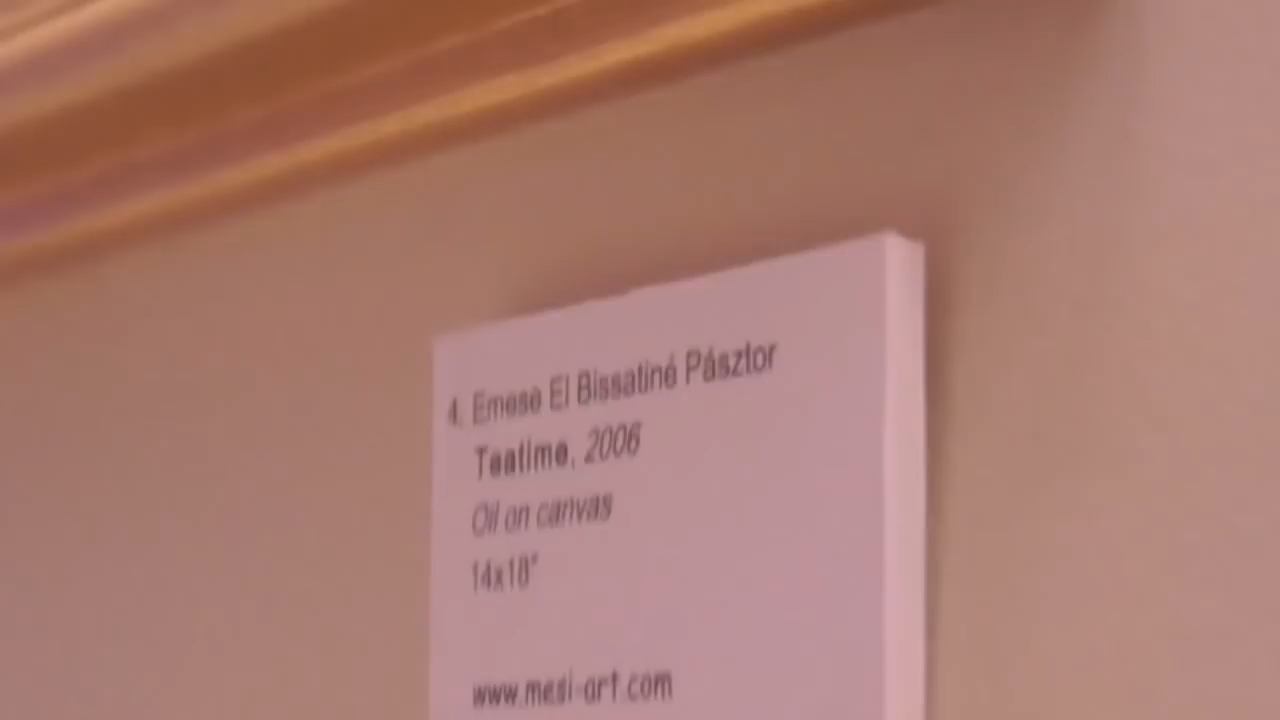 4. Emese El Bissatiné Pásztor
Teatime, 2006
Oil on canvas
14x18"
www.mesi-art.com